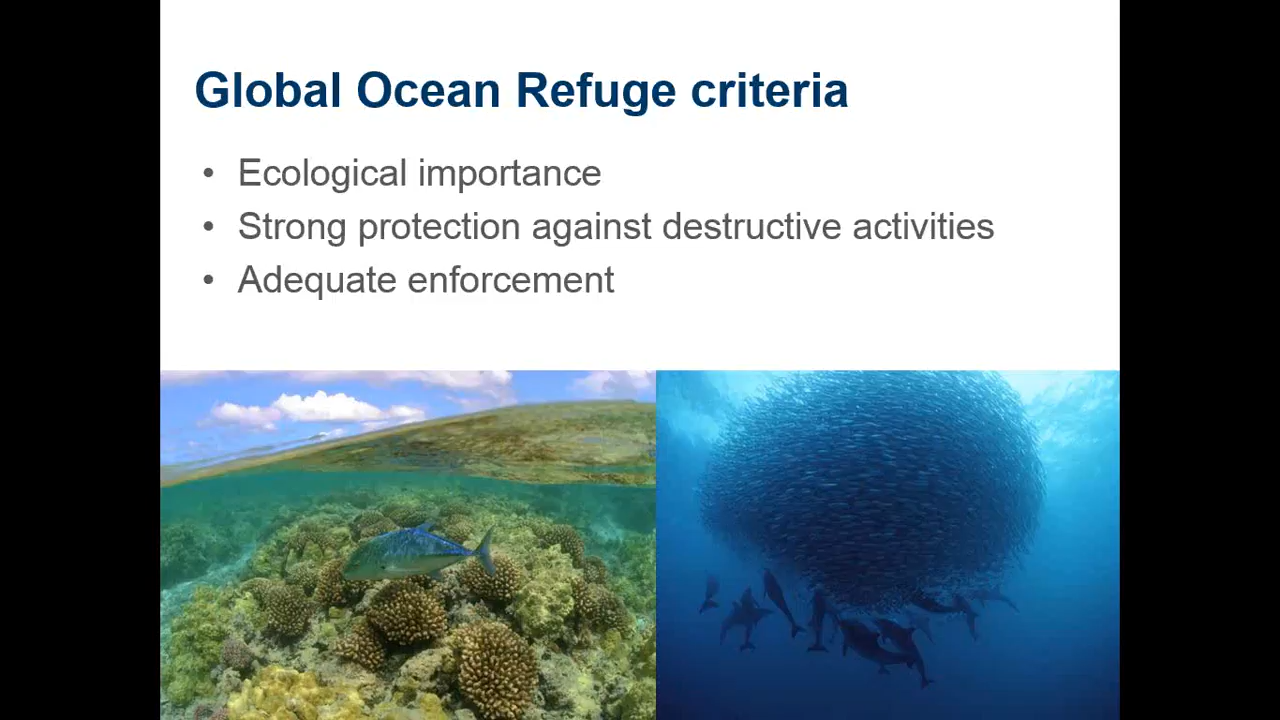 Global Ocean Refuge criteria
• Ecological importance
• Strong protection against destructive activities
• Adequate enforcement